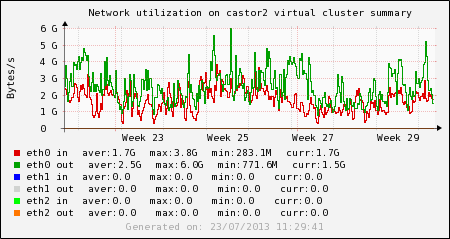 Network utilization on castor2 virtual cluster summary
Bytes/s
6 G
5 G
4 G
3 G
2 G
1 G
0
Week 23 Week 25 Week 27 Week 29
eth0 in aver:1.7G max:3.8G min:283.1M curr:1.7G
eth0 out aver:2.5G max:6.0G min:771.6M curr:1.5G
eth1 in aver:0.0 max:0.0 min:0.0 curr:0.0
eth1 out aver:0.0 max:0.0 min:0.0 curr:0.0
eth2 in aver:0.0 max:0.0 min:0.0 curr:0.0
eth2 out aver:0.0 max:0.0 min:0.0 curr:0.0
Generated on: 23/07/2013 11:29:41